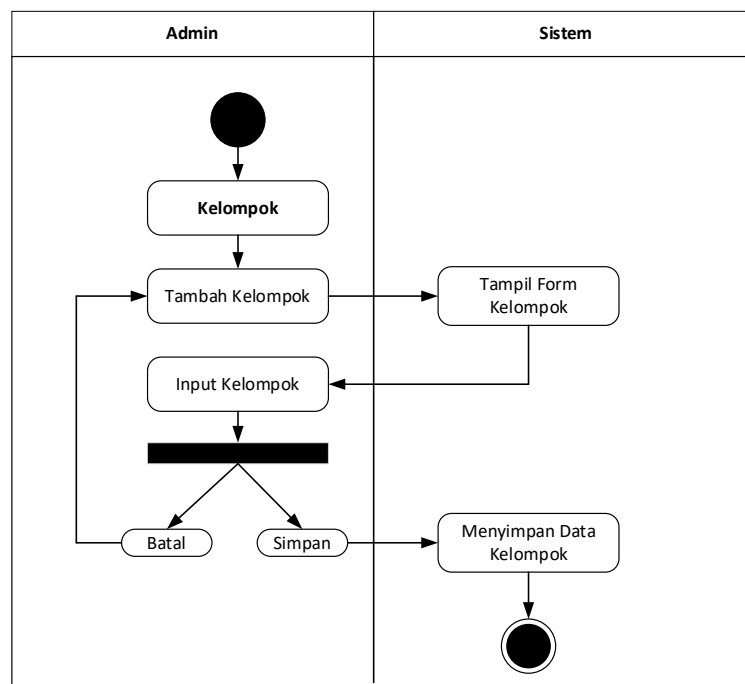 Admin
Sistem
Kelompok
Tambah Kelompok
Tampil Form
Kelompok
Input Kelompok
Batal
Simpan
Menyimpan Data
Kelompok